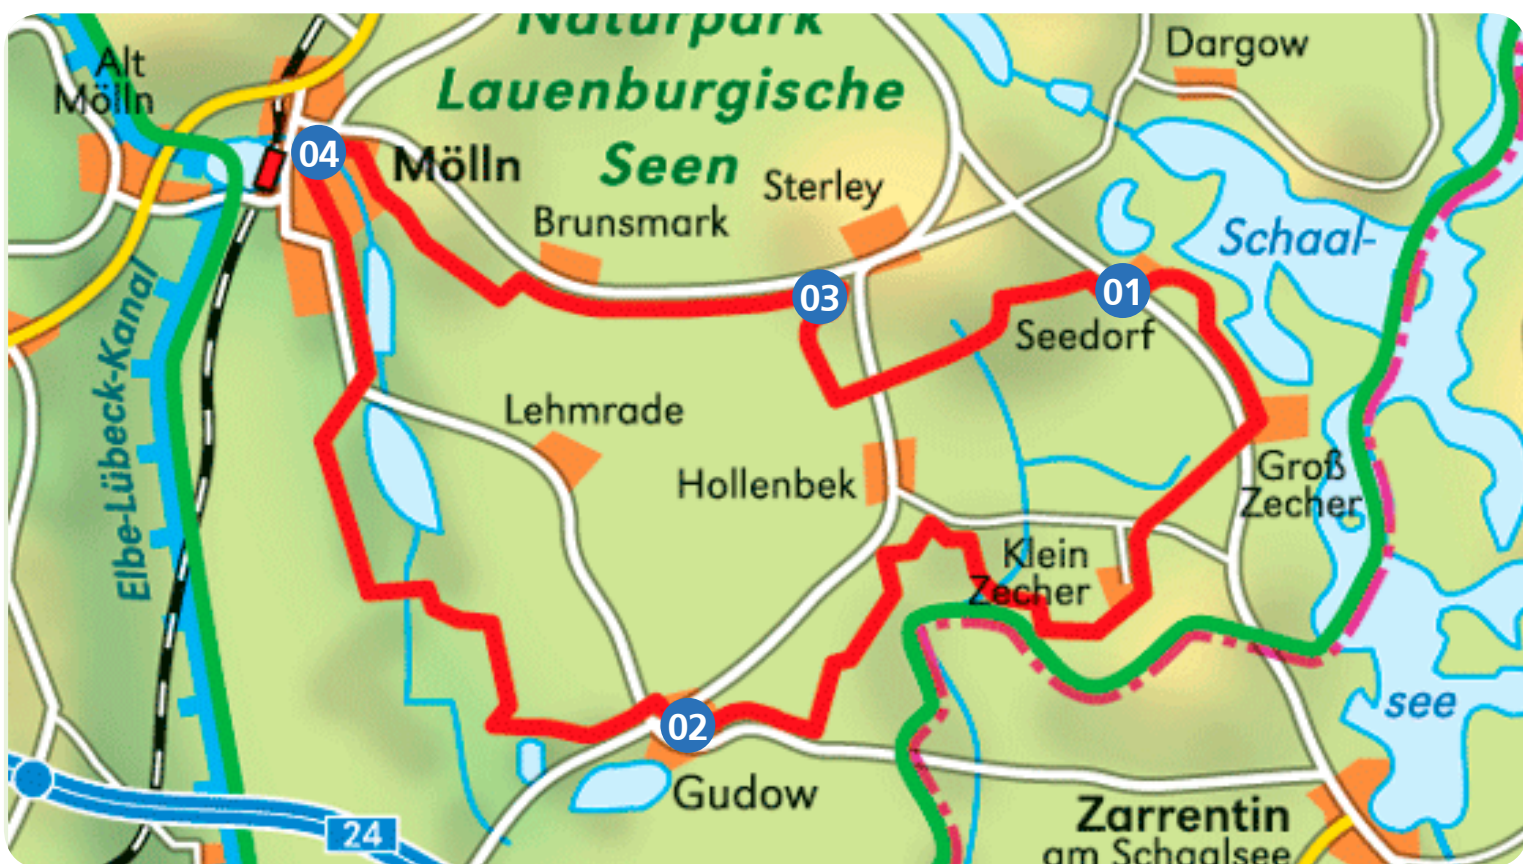 Naturpark
Lauenburgische
Seen
Alt
Mölln
Dargow
04
Mölln
Sterley
Brunsmark
Schaal-
03
01
Seedorf
Elbe-Lübeck-Kanal
Lehmrade
Hollenbek
Groß
Zecher
Klein
Zecher
see
02
Gudow
Zarrentin
am Schaalsee
24